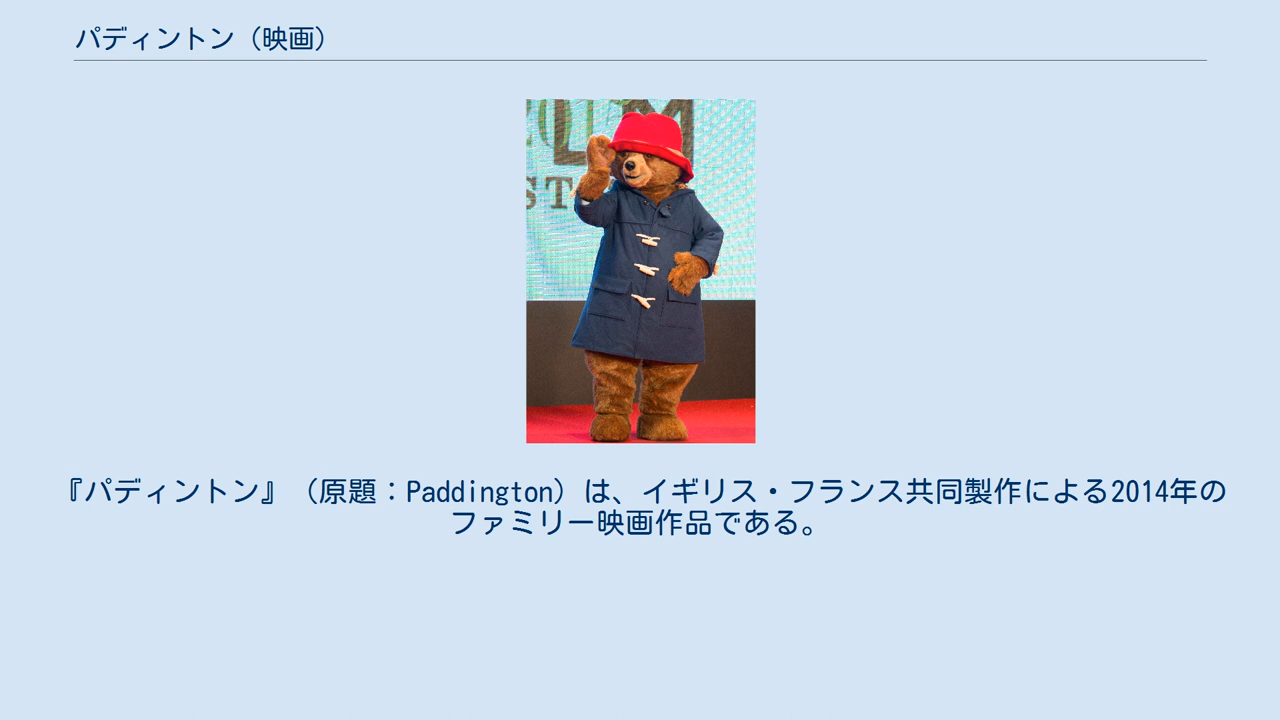 パディントン（映画）
『パディントン』（原題：Paddington）は、イギリス・フランス共同製作による2014年の
ファミリー映画作品である。